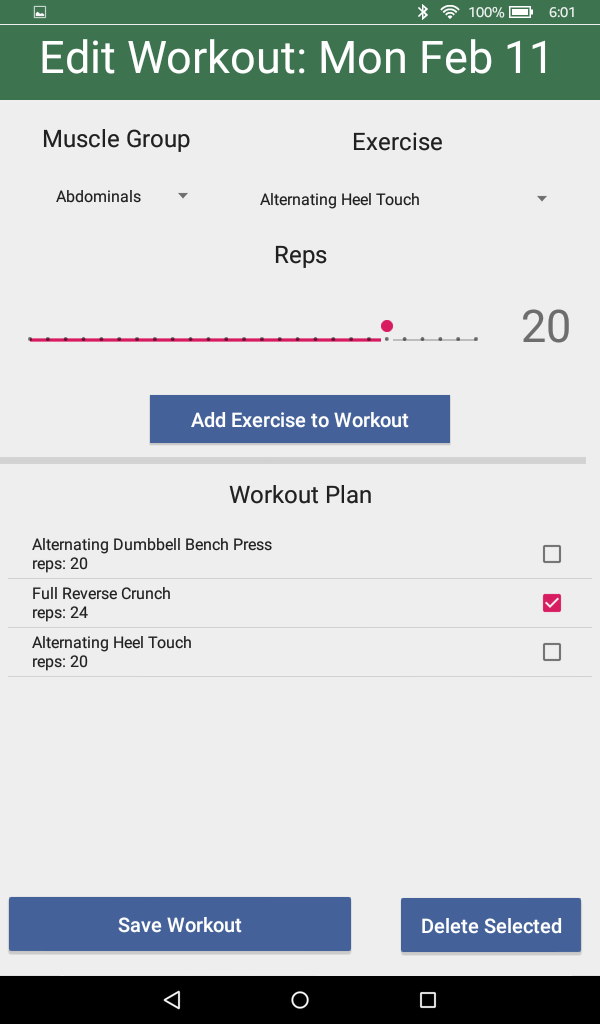 100% 6:01
Edit Workout: Mon Feb 11
Muscle Group
Exercise
Abdominals
Alternating Heel Touch
Reps
20
Add Exercise to Workout
Workout Plan
Alternating Dumbbell Bench Press
reps: 20
Full Reverse Crunch
reps: 24
Alternating Heel Touch
reps: 20
Save Workout
Delete Selected